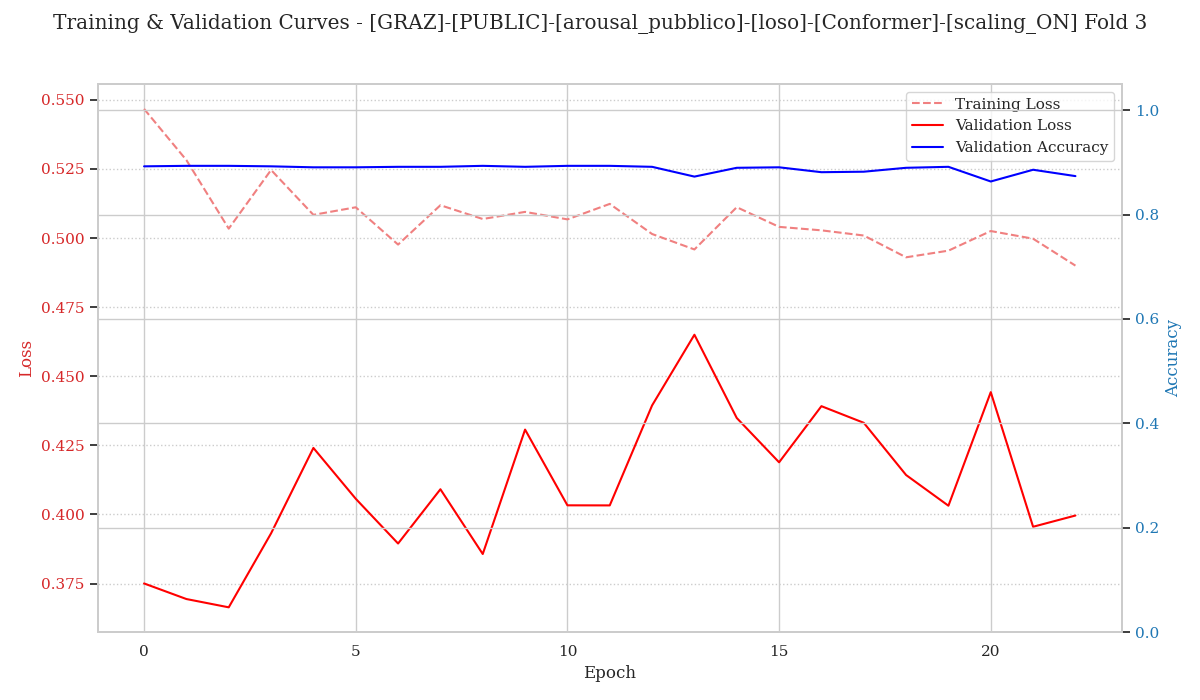 Training & Validation Curves - [GRAZ]-[PUBLIC]-[arousal_pubblico]-[loso]-[Conformer]-[scaling_ON] Fold 3
Training Loss
Validation Loss
Validation Accuracy
0.550
0.525
0.500
0.475
0.450
0.425
0.400
0.375
Loss
1.0
0.8
0.6
0.4
0.2
0.0
Accuracy
0 5 10 15 20
Epoch